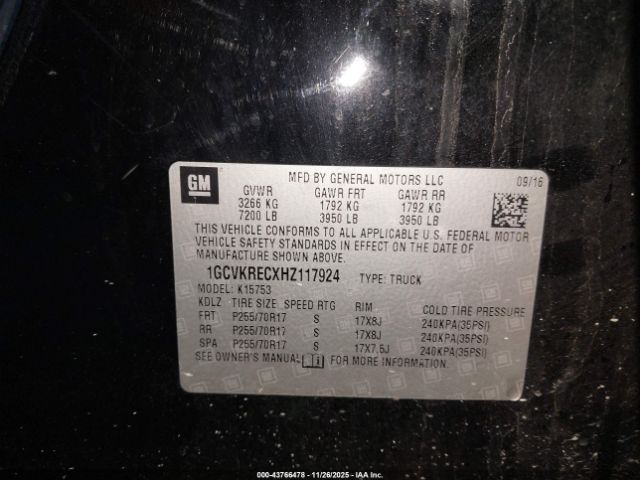 GM
MFD BY GENERAL MOTORS LLC 09/16
GVWR GAWR FRT GAWR RR
3266 KG 1792 KG 1792 KG
7200 LB 3950 LB 3950 LB
THIS VEHICLE CONFORMS TO ALL APPLICABLE U.S. FEDERAL MOTOR
VEHICLE SAFETY STANDARDS IN EFFECT ON THE DATE OF
MANUFACTURE SHOWN ABOVE.
1GCVKRECXHZ117924 TYPE: TRUCK
MODEL: K15753
KDLZ TIRE SIZE SPEED RTG RIM COLD TIRE PRESSURE
FRT P255/70R17 S 17X8J 240KPA(35PSI)
RR P255/70R17 S 17X8J 240KPA(35PSI)
SPA P255/70R17 S 17X7.5J 240KPA(35PSI)
SEE OWNER'S MANUAL FOR MORE INFORMATION.
000-43766478 — 11/26/2025 — IAA Inc.